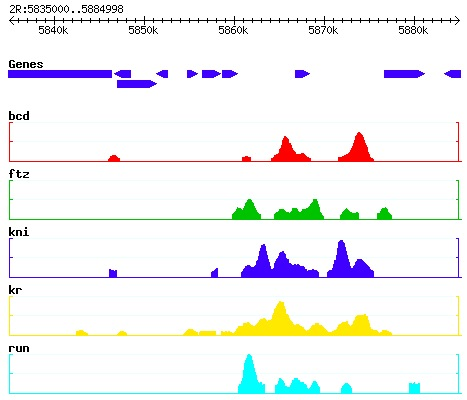 2R:5835000..5884998
5840k 5850k 5860k 5870k 5880k
Genes
bcd
ftz
kni
kr
run